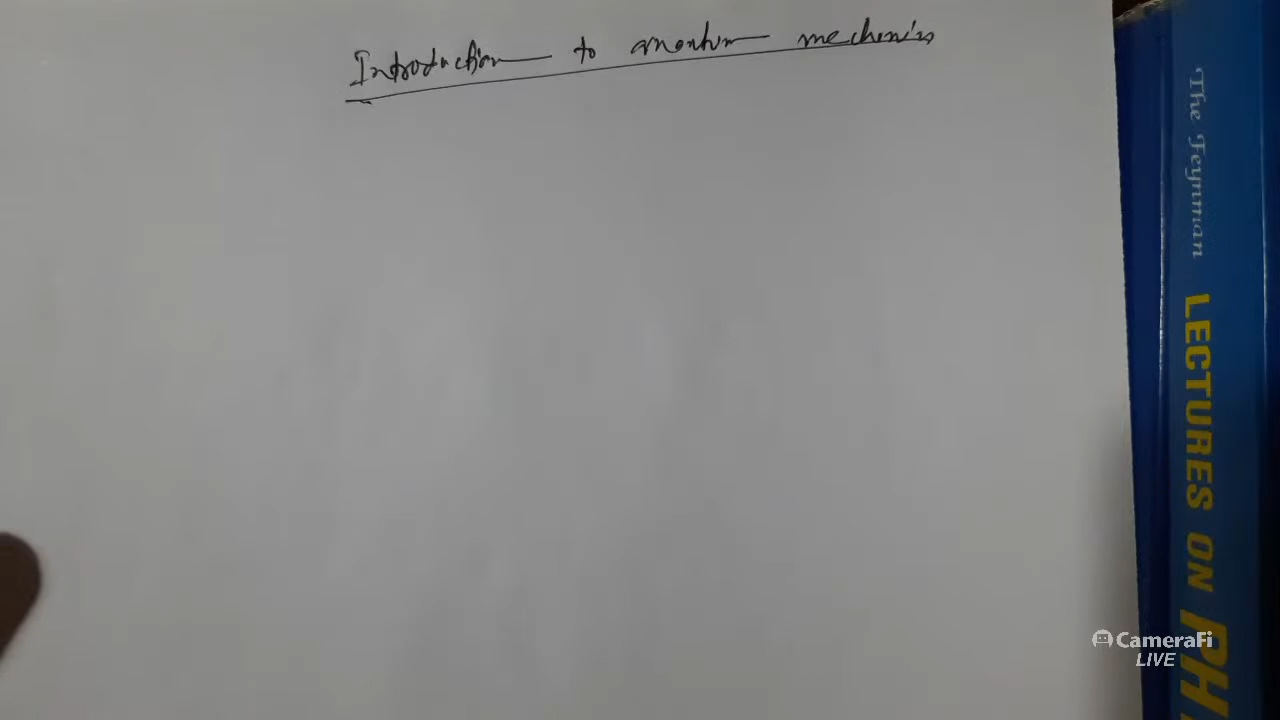 Introduction to quantum mechanics
The Feynman
LECTURES ON PH
CameraFi
LIVE